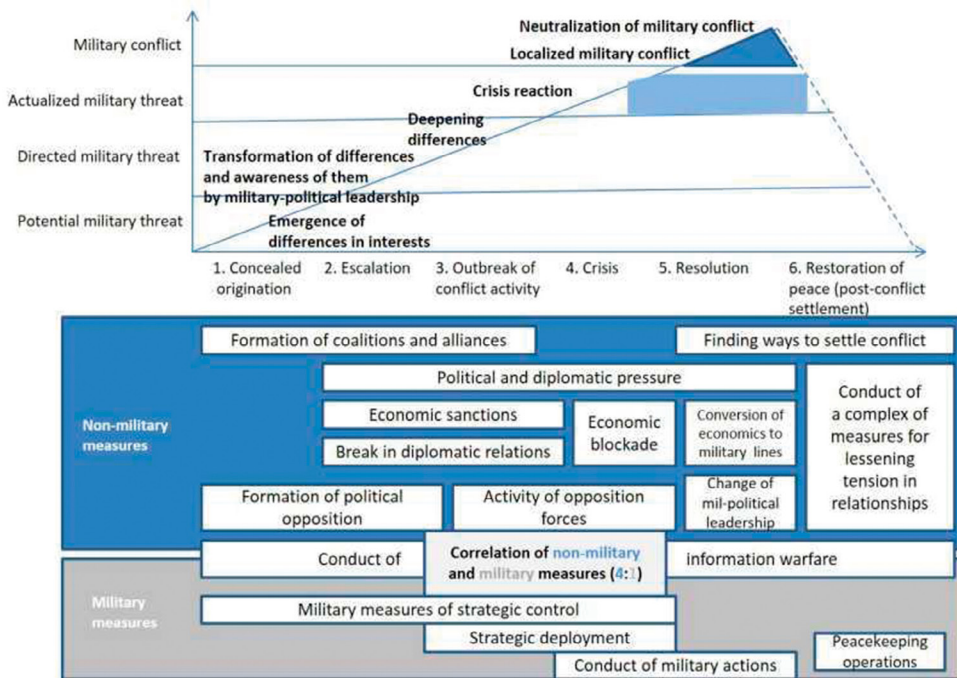 Neutralization of military conflict
Military conflict
Localized military conflict
Crisis reaction
Actualized military threat
Deepening
differences
Directed military threat
Transformation of differences
and awareness of them
by military-political leadership
Potential military threat
Emergence of
differences in interests
1. Concealed
origination
2. Escalation
3. Outbreak of
conflict activity
4. Crisis
5. Resolution
6. Restoration of
peace (post-conflict
settlement)
Non-military
measures
Formation of coalitions and alliances
Finding ways to settle conflict
Political and diplomatic pressure
Economic sanctions
Economic
blockade
Conversion of
economics to
military lines
Conduct of
a complex of
measures for
lessening
tension in
relationships
Break in diplomatic relations
Formation of political
opposition
Activity of opposition
forces
Change of
mil-political
leadership
Conduct of
Correlation of non-military
and military measures (4:1)
information warfare
Military
measures
Military measures of strategic control
Strategic deployment
Conduct of military actions
Peacekeeping
operations